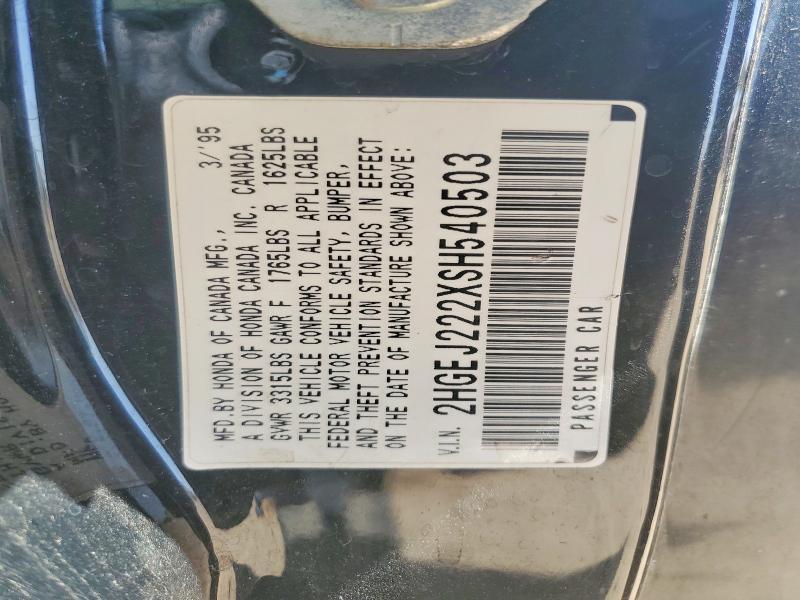 MFD.BY HONDA OF CANADA MFG., 3/'95
A DIVISION OF HONDA CANADA INC, CANADA
GVWR 3315LBS GAWR F 1765LBS R 1625LBS
THIS VEHICLE CONFORMS TO ALL APPLICABLE
FEDERAL MOTOR VEHICLE SAFETY, BUMPER,
AND THEFT PREVENTION STANDARDS IN EFFECT
ON THE DATE OF MANUFACTURE SHOWN ABOVE:
V.I.N. 2HGEJ222XSH540503
PASSENGER CAR